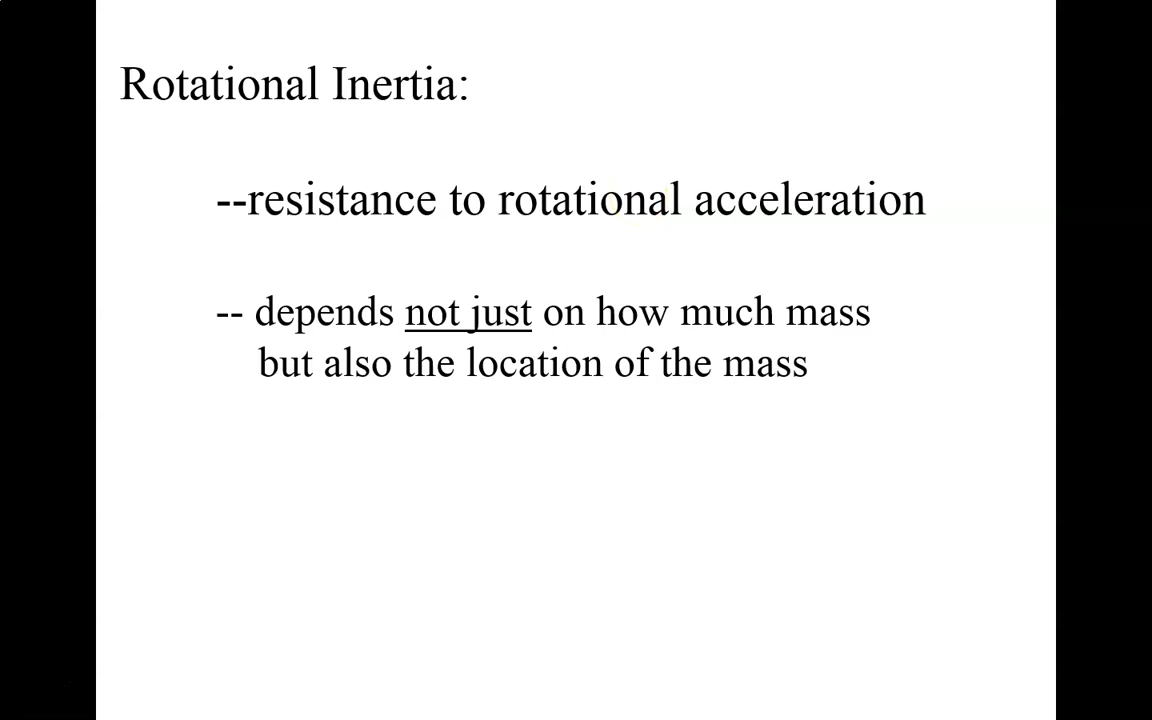 Rotational Inertia:
--resistance to rotational acceleration
-- depends not just on how much mass
but also the location of the mass